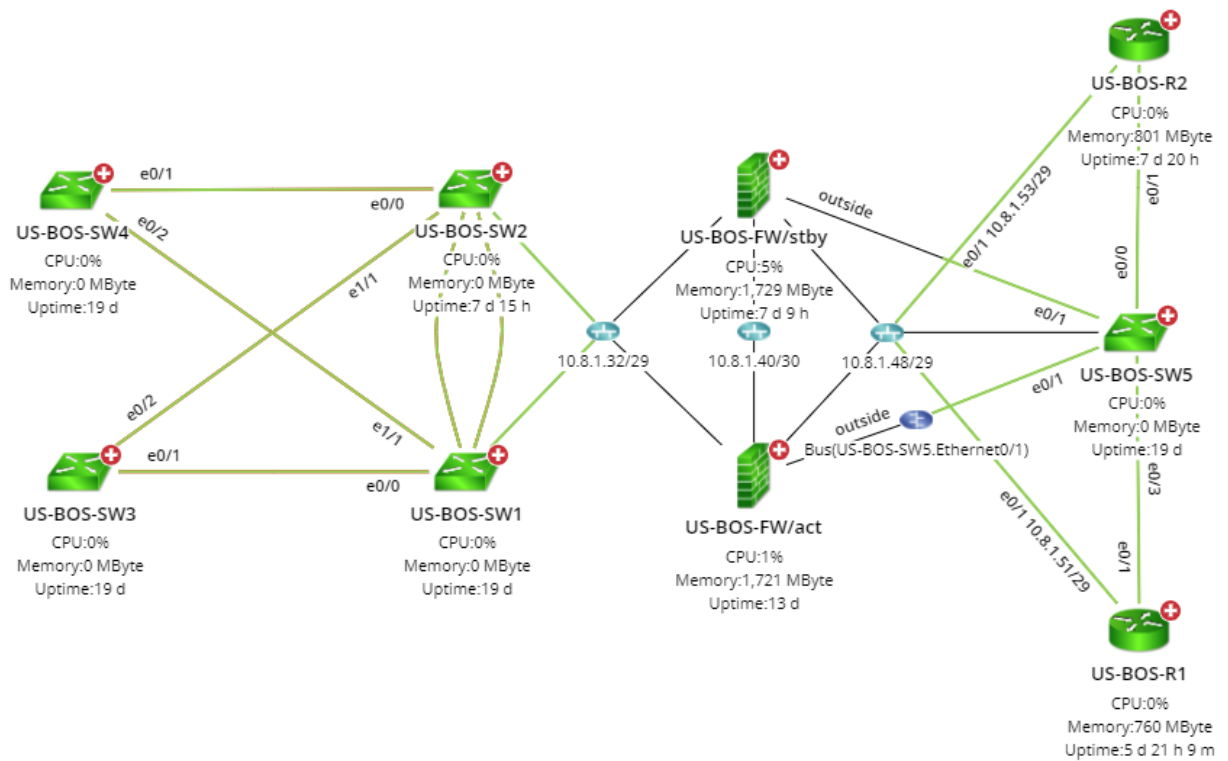 US-BOS-R2
CPU:0%
Memory:801 MByte
Uptime:7 d 20 h
e0/1
e0/1 10.8.1.53/29
e0/0
US-BOS-SW4
CPU:0%
Memory:0 MByte
Uptime:19 d
e0/1
e0/0
e0/2
US-BOS-SW2
CPU:0%
Memory:0 MByte
Uptime:7 d 15 h
e1/1
US-BOS-FW/stby
CPU:5%
Memory:1,729 MByte
Uptime:7 d 9 h
outside
e0/1
10.8.1.32/29
10.8.1.40/30
10.8.1.48/29
US-BOS-SW5
CPU:0%
Memory:0 MByte
Uptime:19 d
e0/1
outside
Bus(US-BOS-SW5.Ethernet0/1)
e0/2
e1/1
e0/1
e0/0
US-BOS-SW3
CPU:0%
Memory:0 MByte
Uptime:19 d
US-BOS-SW1
CPU:0%
Memory:0 MByte
Uptime:19 d
US-BOS-FW/act
CPU:1%
Memory:1,721 MByte
Uptime:13 d
e0/3
e0/1 10.8.1.51/29
e0/1
US-BOS-R1
CPU:0%
Memory:760 MByte
Uptime:5 d 21 h 9 m